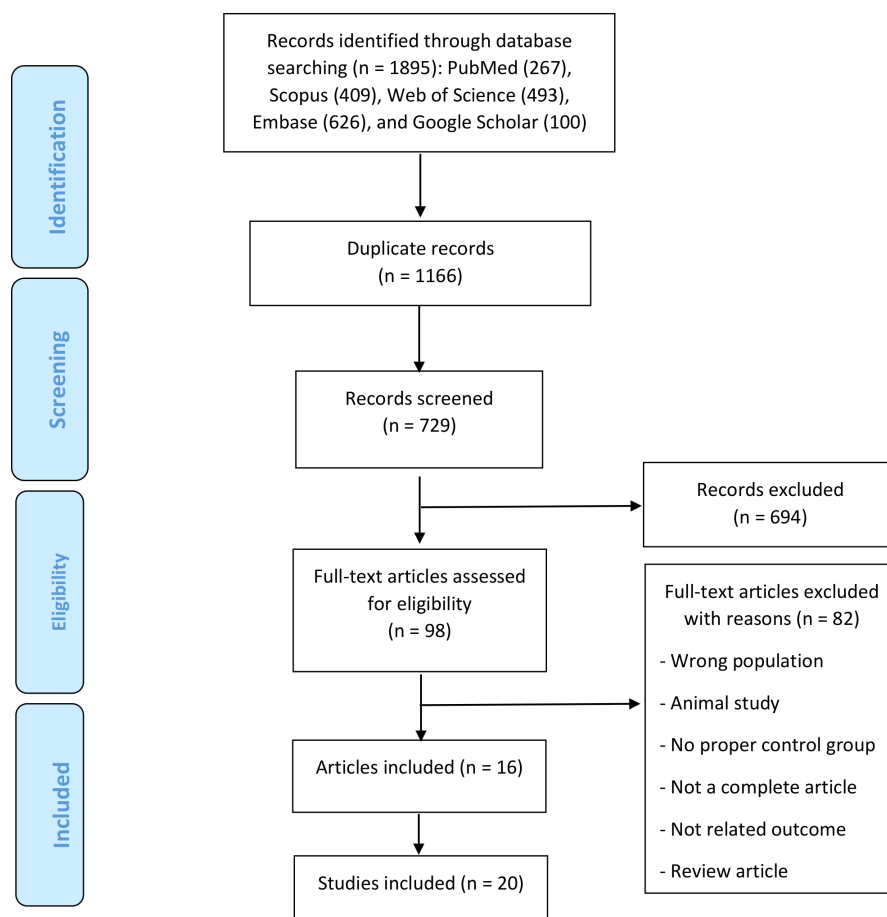 Records identified through database
searching (n = 1895): PubMed (267),
Scopus (409), Web of Science (493),
Embase (626), and Google Scholar (100)
Identification
Duplicate records
(n = 1166)
Screening
Records screened
(n = 729)
Records excluded
(n = 694)
Eligibility
Full-text articles assessed
for eligibility
(n = 98)
Full-text articles excluded
with reasons (n = 82)
- Wrong population
- Animal study
- No proper control group
- Not a complete article
- Not related outcome
- Review article
Included
Articles included (n = 16)
Studies included (n = 20)